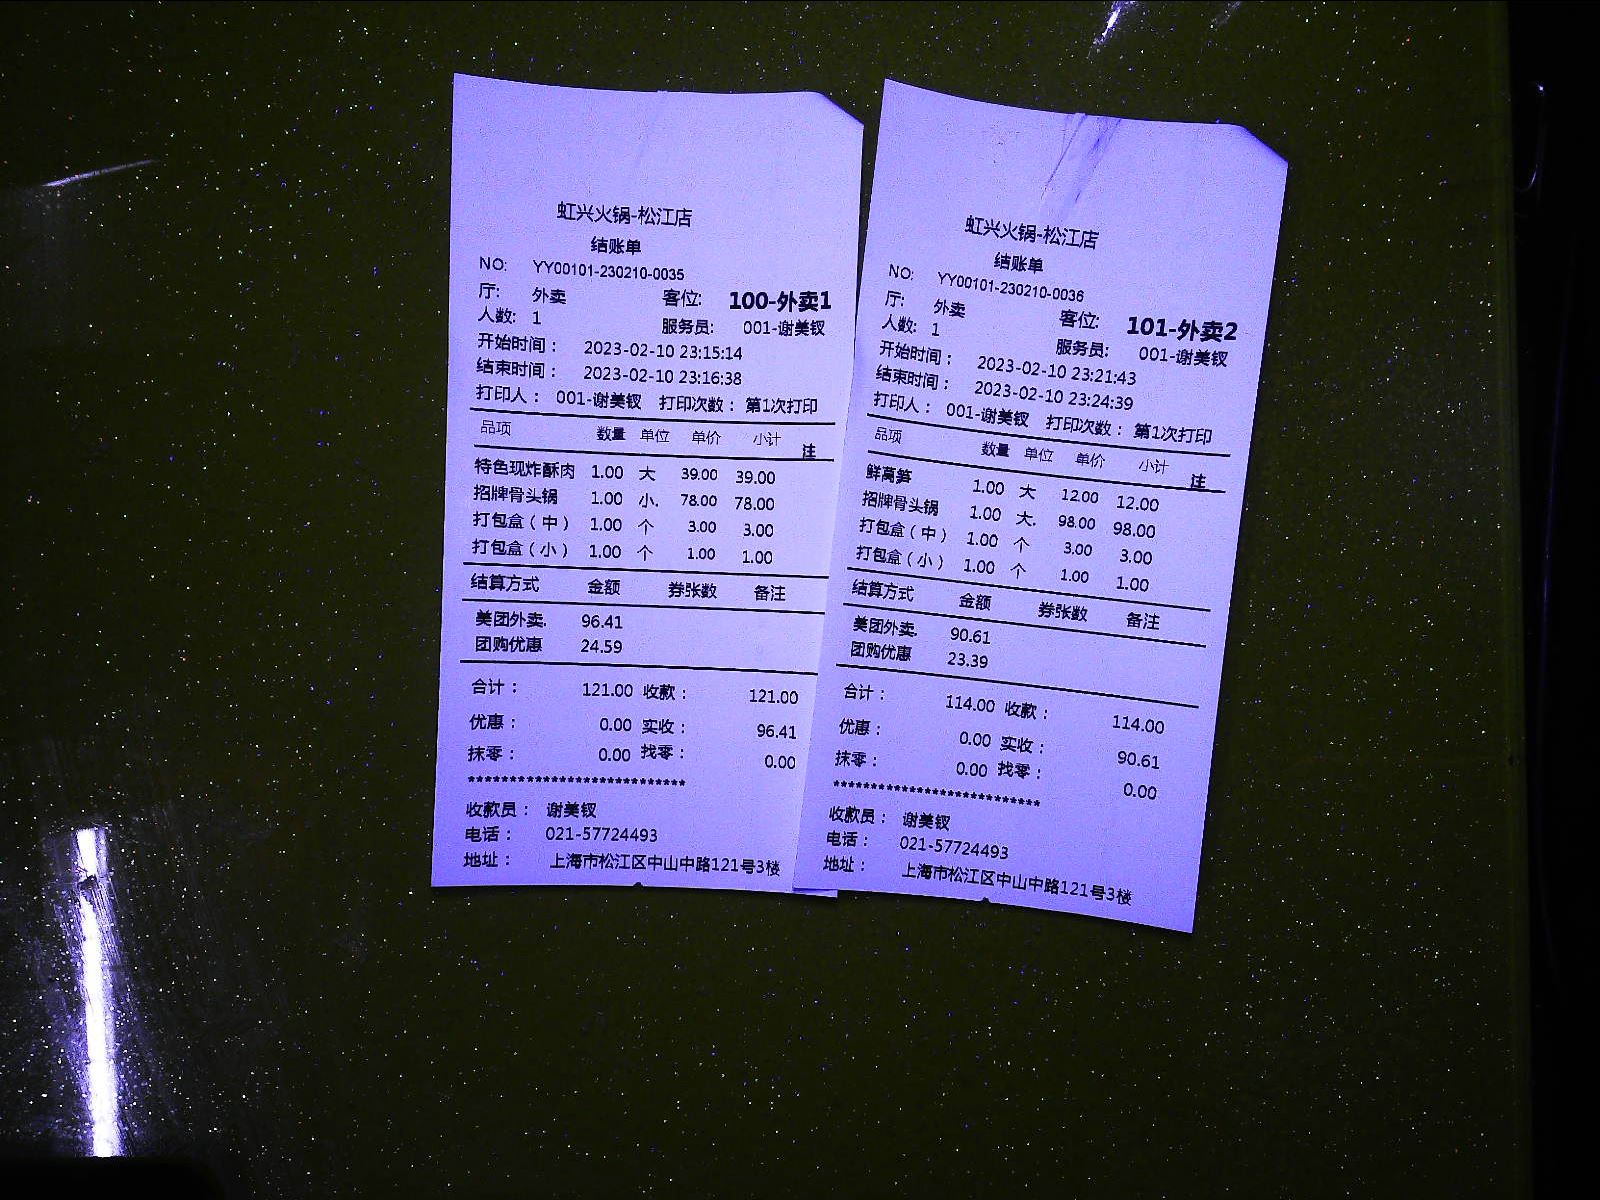 虹兴火锅-松江店
结账单
NO: YY00101-230210-0035
厅: 外卖 客位: 100-外卖1
人数: 1 服务员: 001-谢美钗
开始时间： 2023-02-10 23:15:14
结束时间： 2023-02-10 23:16:38
打印人： 001-谢美钗 打印次数： 第1次打印
品项 数量 单位 单价 小计 注
特色现炸酥肉 1.00 大 39.00 39.00
招牌骨头锅 1.00 小. 78.00 78.00
打包盒（中） 1.00 个 3.00 3.00
打包盒（小） 1.00 个 1.00 1.00
结算方式 金额 券张数 备注
美团外卖. 96.41
团购优惠 24.59
合计： 121.00 收款： 121.00
优惠： 0.00 实收： 96.41
抹零： 0.00 找零： 0.00
**************************
收款员： 谢美钗
电话： 021-57724493
地址： 上海市松江区中山中路121号3楼
虹兴火锅-松江店
结账单
NO: YY00101-230210-0036
厅: 外卖 客位: 101-外卖2
人数: 1 服务员: 001-谢美钗
开始时间： 2023-02-10 23:21:43
结束时间： 2023-02-10 23:24:39
打印人： 001-谢美钗 打印次数： 第1次打印
品项 数量 单位 单价 小计 注
鲜莴笋 1.00 大 12.00 12.00
招牌骨头锅 1.00 大. 98.00 98.00
打包盒（中） 1.00 个 3.00 3.00
打包盒（小） 1.00 个 1.00 1.00
结算方式 金额 券张数 备注
美团外卖. 90.61
团购优惠 23.39
合计： 114.00 收款： 114.00
优惠： 0.00 实收： 90.61
抹零： 0.00 找零： 0.00
**************************
收款员： 谢美钗
电话： 021-57724493
地址： 上海市松江区中山中路121号3楼